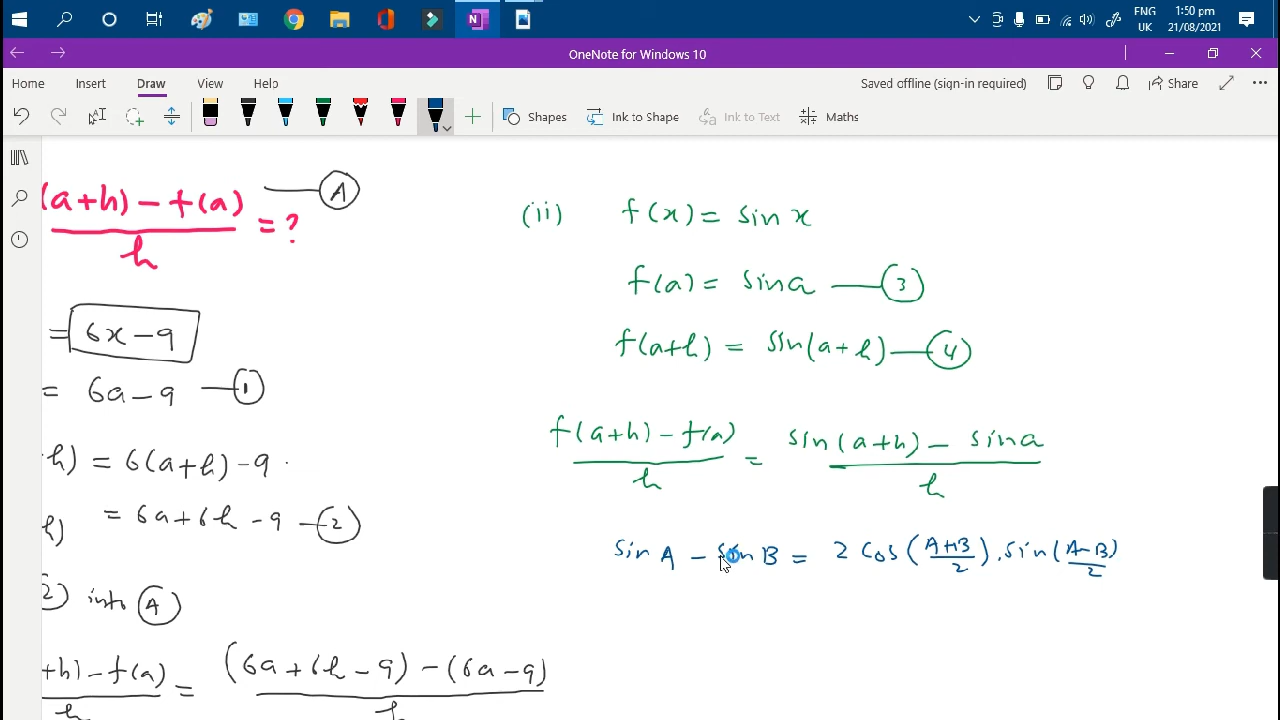 ENG 1:50 pm
UK 21/08/2021
OneNote for Windows 10
Home Insert Draw View Help Saved offline (sign-in required) Share
Shapes Ink to Shape Ink to Text Maths
(a+h) - f(a) / h = ? — (A)
= 6x - 9
= 6a - 9 — (1)
h) = 6(a+h) - 9
h) = 6a + 6h - 9 — (2)
2) into (A)
+h) - f(a) / h = (6a + 6h - 9) - (6a - 9) / h
(ii) f(x) = sin x
f(a) = sin a — (3)
f(a+h) = sin(a+h) — (4)
f(a+h) - f(a) / h = sin(a+h) - sin a / h
sin A - sin B = 2 cos(A+B / 2) . sin(A-B / 2)